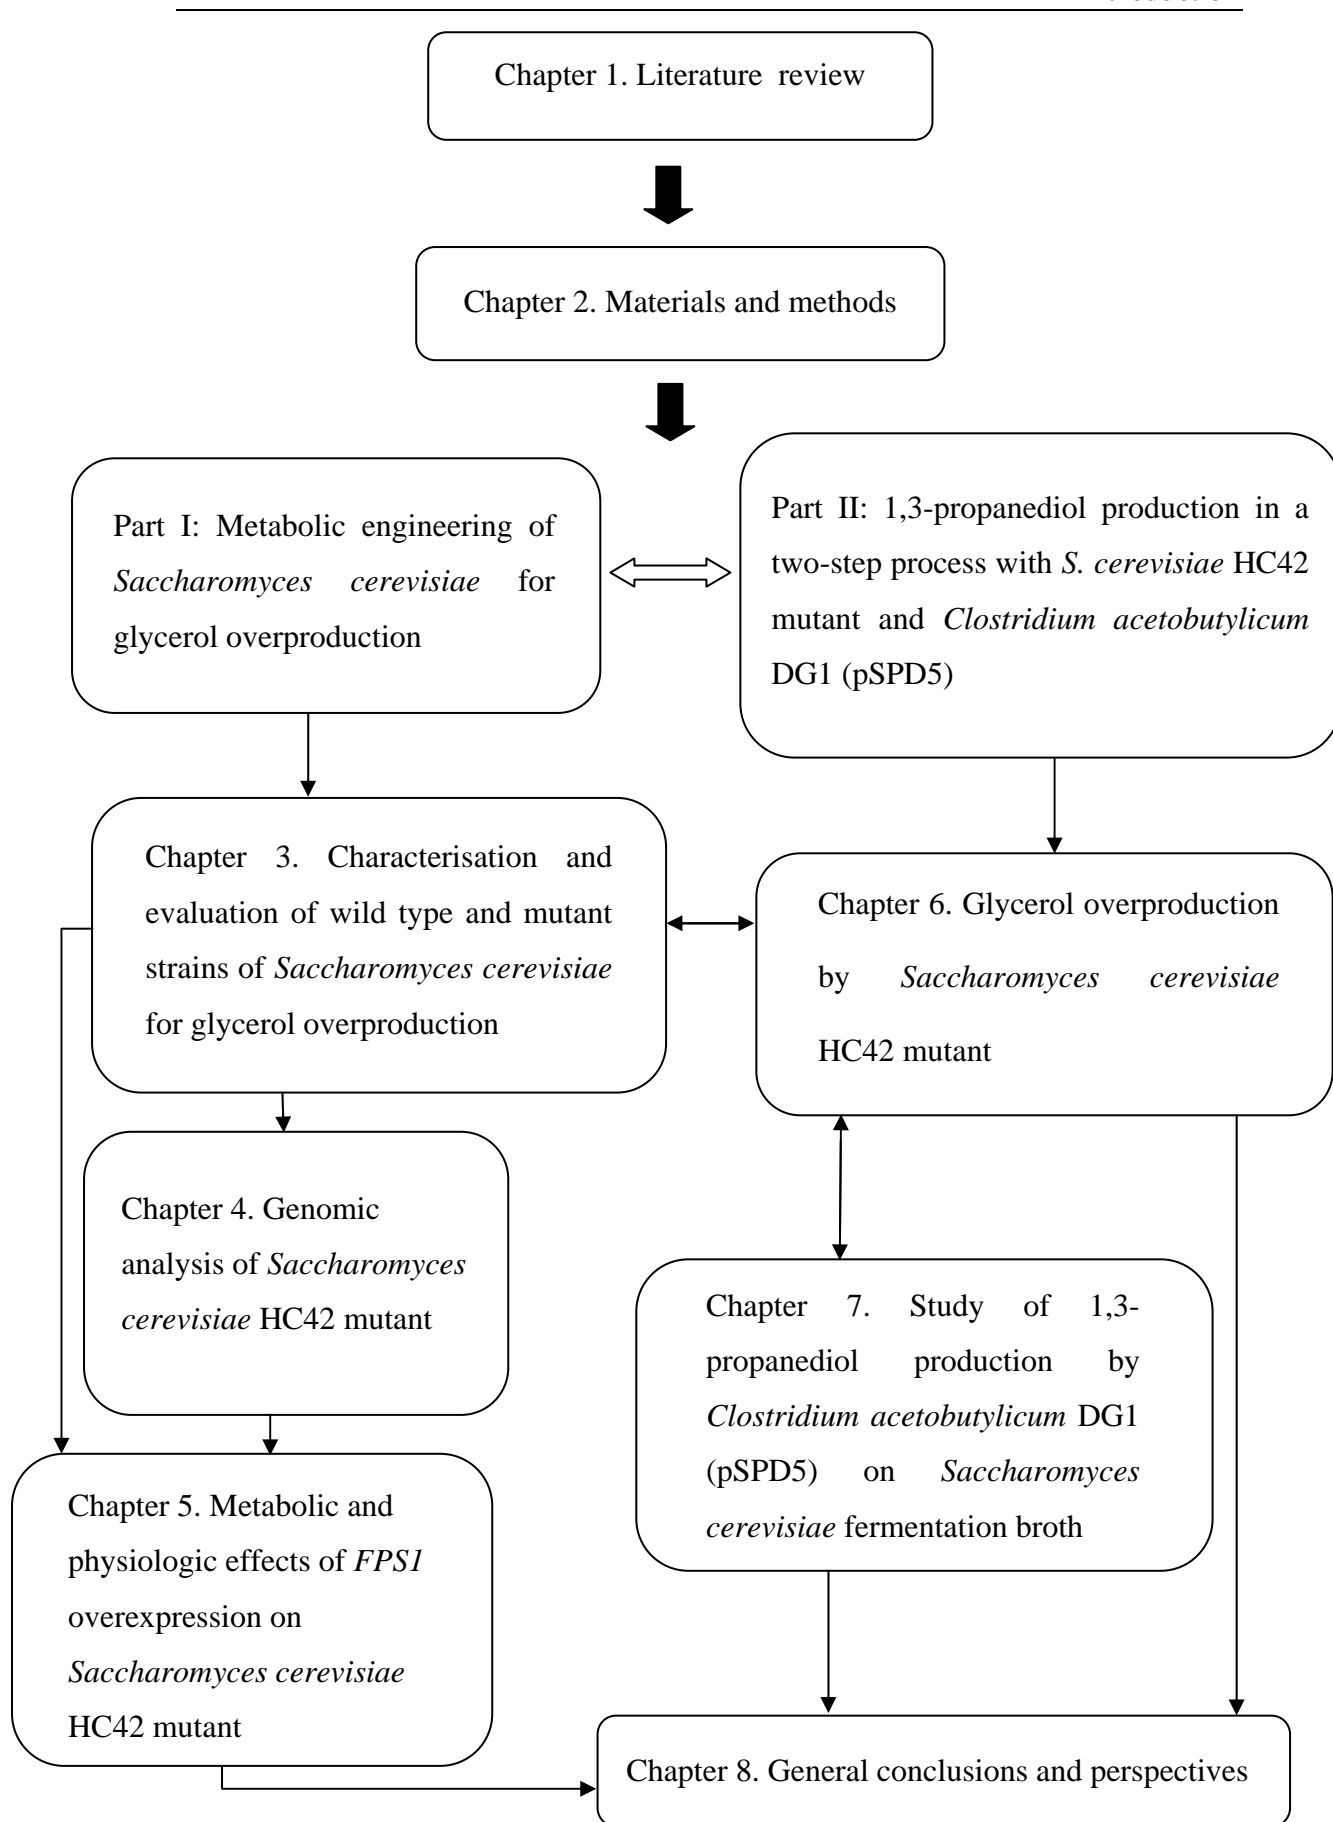 Chapter 1. Literature review
Chapter 2. Materials and methods
Part I: Metabolic engineering of
Saccharomyces cerevisiae for
glycerol overproduction
Part II: 1,3-propanediol production in a
two-step process with S. cerevisiae HC42
mutant and Clostridium acetobutylicum
DG1 (pSPD5)
Chapter 3. Characterisation and
evaluation of wild type and mutant
strains of Saccharomyces cerevisiae
for glycerol overproduction
Chapter 6. Glycerol overproduction
by Saccharomyces cerevisiae
HC42 mutant
Chapter 4. Genomic
analysis of Saccharomyces
cerevisiae HC42 mutant
Chapter 7. Study of 1,3-
propanediol production by
Clostridium acetobutylicum DG1
(pSPD5) on Saccharomyces
cerevisiae fermentation broth
Chapter 5. Metabolic and
physiologic effects of FPS1
overexpression on
Saccharomyces cerevisiae
HC42 mutant
Chapter 8. General conclusions and perspectives